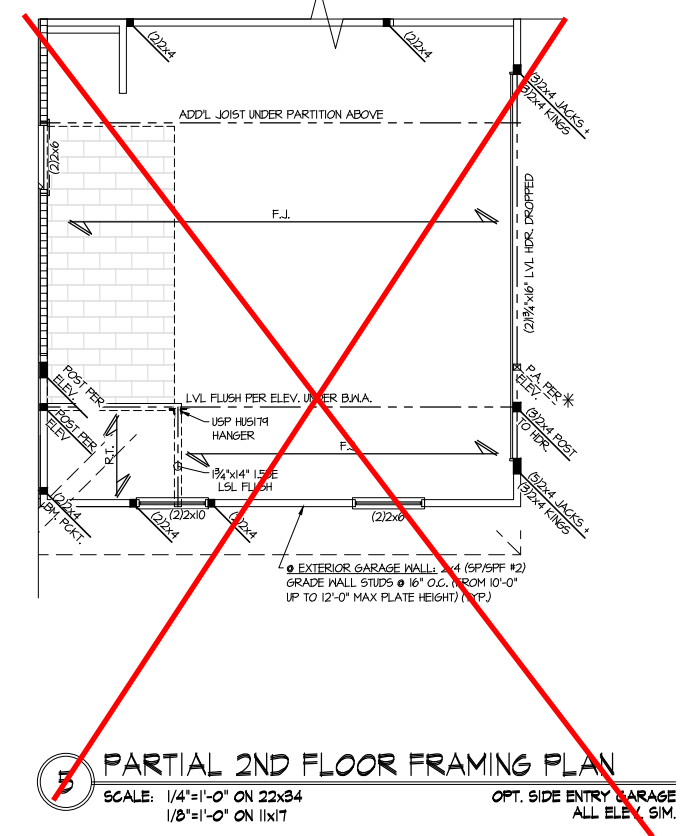 (2)2x4
(2)2x4
(3)2x4 JACKS +
(3)2x4 KINGS
ADD'L JOIST UNDER PARTITION ABOVE
(2)2x6
F.J.
(2)1¾"x16" LVL HDR. DROPPED
POST PER
ELEV.
P.A. PER
ELEV.
LVL FLUSH PER ELEV. UNDER B.W.A.
POST PER
ELEV
USP HUS179
HANGER
(3)2x4 POST
TO HDR.
R.T.
F.J.
1¾"x14" 1.55E
LSL FLUSH
(5)2x4 JACKS +
(3)2x4 KINGS
(2)2x4
BM PCKT.
(2)2x4
(2)2x10
(2)2x4
(2)2x6
@ EXTERIOR GARAGE WALL: 2x4 (SP/SPF #2)
GRADE WALL STUDS @ 16" O.C. (FROM 10'-0"
UP TO 12'-0" MAX PLATE HEIGHT) (TYP.)
5
PARTIAL 2ND FLOOR FRAMING PLAN
SCALE: 1/4"=1'-0" ON 22x34
1/8"=1'-0" ON 11x17
OPT. SIDE ENTRY GARAGE
ALL ELEV. SIM.